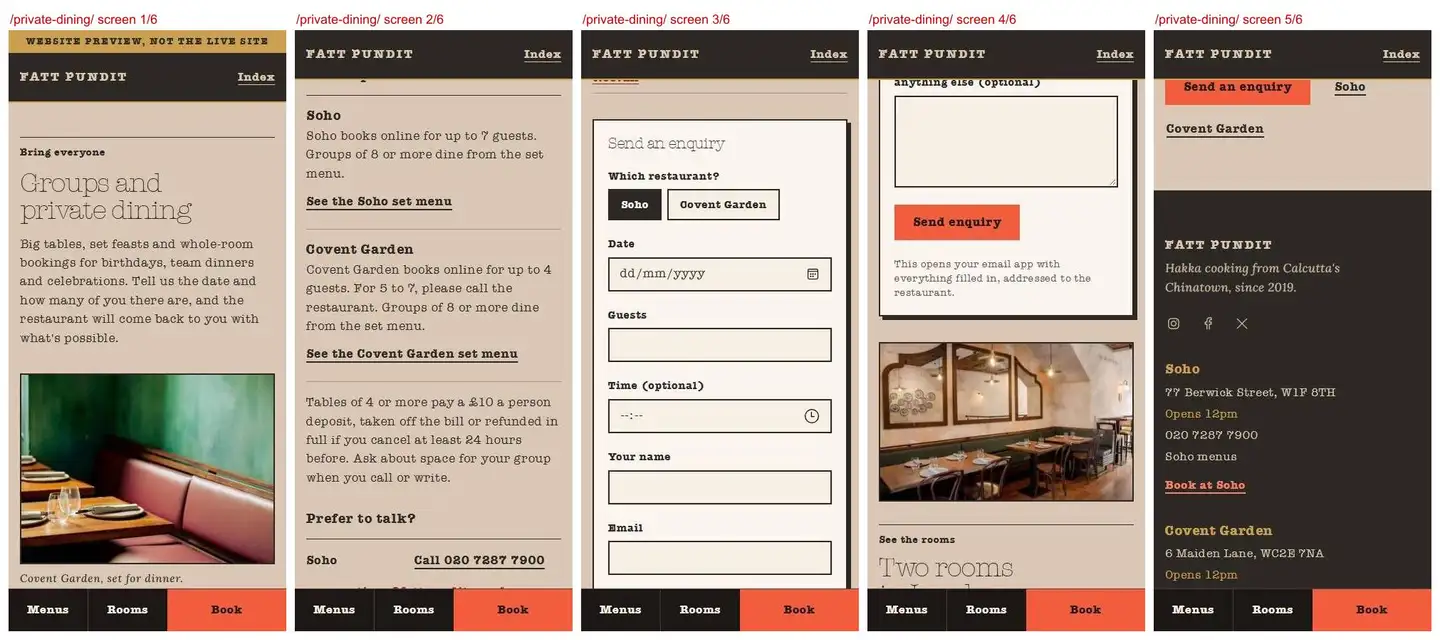 /private-dining/ screen 1/6
WEBSITE PREVIEW, NOT THE LIVE SITE
FATT PUNDIT
Index
Bring everyone
Groups and
private dining
Big tables, set feasts and whole-room
bookings for birthdays, team dinners
and celebrations. Tell us the date and
how many of you there are, and the
restaurant will come back to you with
what's possible.
Covent Garden, set for dinner.
Menus
Rooms
Book
/private-dining/ screen 2/6
FATT PUNDIT
Index
Soho
Soho books online for up to 7 guests.
Groups of 8 or more dine from the set
menu.
See the Soho set menu
Covent Garden
Covent Garden books online for up to 4
guests. For 5 to 7, please call the
restaurant. Groups of 8 or more dine
from the set menu.
See the Covent Garden set menu
Tables of 4 or more pay a £10 a person
deposit, taken off the bill or refunded in
full if you cancel at least 24 hours
before. Ask about space for your group
when you call or write.
Prefer to talk?
Soho
Call 020 7287 7900
Menus
Rooms
Book
/private-dining/ screen 3/6
FATT PUNDIT
Index
Send an enquiry
Which restaurant?
Soho
Covent Garden
Date
dd/mm/yyyy
Guests
Time (optional)
--:--
Your name
Email
Menus
Rooms
Book
/private-dining/ screen 4/6
FATT PUNDIT
Index
anything else (optional)
Send enquiry
This opens your email app with
everything filled in, addressed to the
restaurant.
See the rooms
Two rooms
Menus
Rooms
Book
/private-dining/ screen 5/6
FATT PUNDIT
Index
Send an enquiry
Soho
Covent Garden
FATT PUNDIT
Hakka cooking from Calcutta's
Chinatown, since 2019.
Soho
77 Berwick Street, W1F 8TH
Opens 12pm
020 7287 7900
Soho menus
Book at Soho
Covent Garden
6 Maiden Lane, WC2E 7NA
Opens 12pm
Menus
Rooms
Book